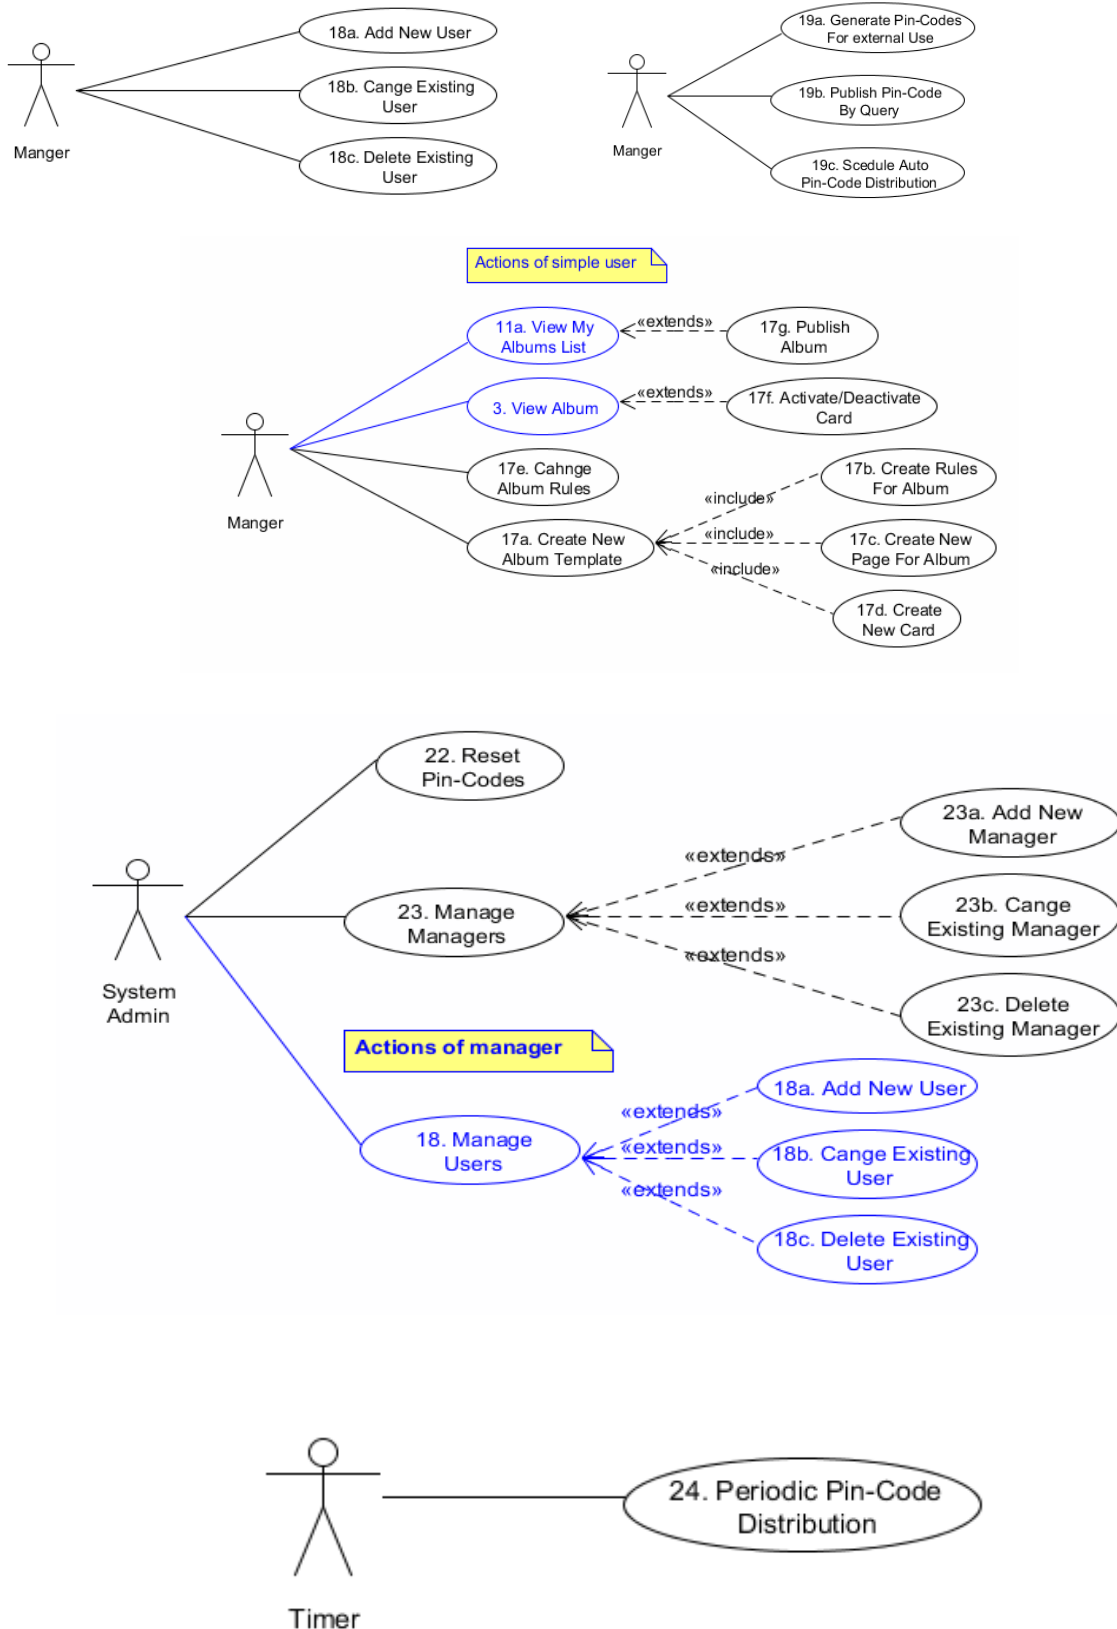 18a. Add New User
18b. Cange Existing
User
18c. Delete Existing
User
Manger
19a. Generate Pin-Codes
For external Use
19b. Publish Pin-Code
By Query
19c. Scedule Auto
Pin-Code Distribution
Manger
Actions of simple user
11a. View My
Albums List
«extends»
17g. Publish
Album
3. View Album
«extends»
17f. Activate/Deactivate
Card
17e. Cahnge
Album Rules
17b. Create Rules
For Album
«include»
Manger
17a. Create New
Album Template
«include»
17c. Create New
Page For Album
«include»
17d. Create
New Card
22. Reset
Pin-Codes
23a. Add New
Manager
«extends»
23. Manage
Managers
«extends»
23b. Cange
Existing Manager
«extends»
23c. Delete
Existing Manager
System
Admin
Actions of manager
18a. Add New User
«extends»
18. Manage
Users
«extends»
18b. Cange Existing
User
«extends»
18c. Delete Existing
User
24. Periodic Pin-Code
Distribution
Timer